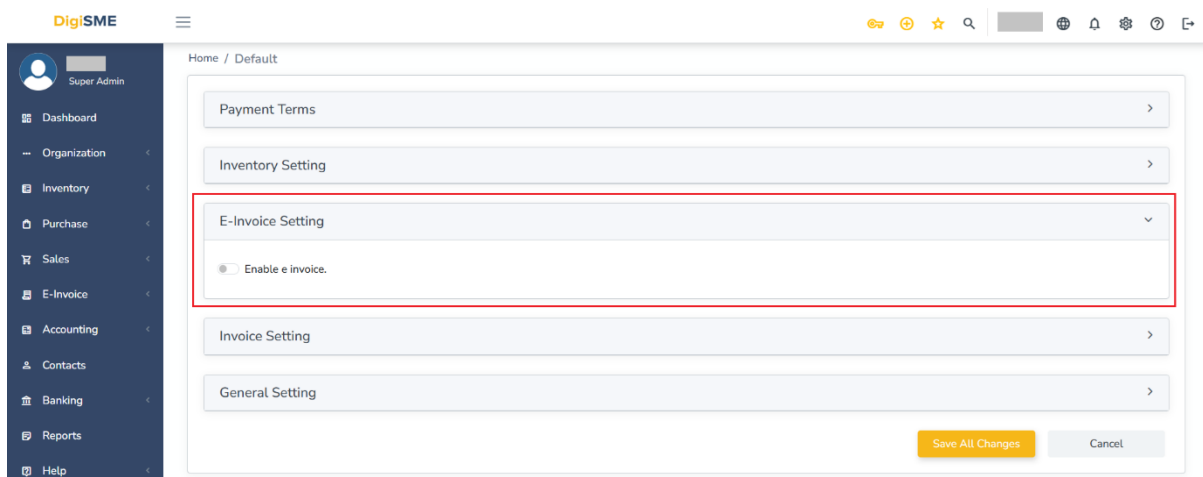 DigiSME
Super Admin
Dashboard
Organization
Inventory
Purchase
Sales
E-Invoice
Accounting
Contacts
Banking
Reports
Help
Home / Default
Payment Terms
Inventory Setting
E-Invoice Setting
Enable e invoice.
Invoice Setting
General Setting
Save All Changes Cancel